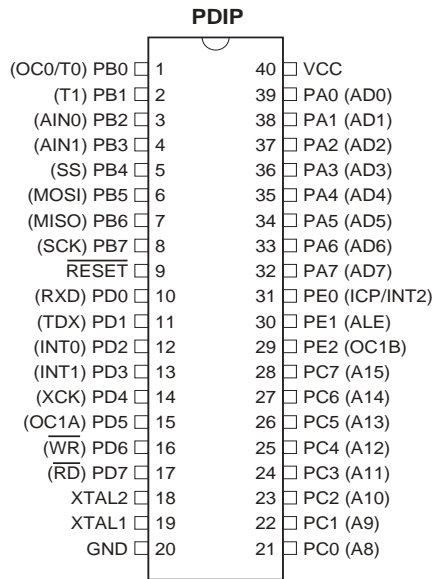 PDIP
(OC0/T0) PB0 1 40 VCC
(T1) PB1 2 39 PA0 (AD0)
(AIN0) PB2 3 38 PA1 (AD1)
(AIN1) PB3 4 37 PA2 (AD2)
(SS) PB4 5 36 PA3 (AD3)
(MOSI) PB5 6 35 PA4 (AD4)
(MISO) PB6 7 34 PA5 (AD5)
(SCK) PB7 8 33 PA6 (AD6)
RESET 9 32 PA7 (AD7)
(RXD) PD0 10 31 PE0 (ICP/INT2)
(TDX) PD1 11 30 PE1 (ALE)
(INT0) PD2 12 29 PE2 (OC1B)
(INT1) PD3 13 28 PC7 (A15)
(XCK) PD4 14 27 PC6 (A14)
(OC1A) PD5 15 26 PC5 (A13)
(WR) PD6 16 25 PC4 (A12)
(RD) PD7 17 24 PC3 (A11)
XTAL2 18 23 PC2 (A10)
XTAL1 19 22 PC1 (A9)
GND 20 21 PC0 (A8)